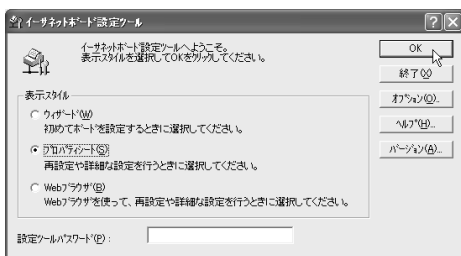 イーサネットボード設定ツール
イーサネットボード設定ツールへようこそ。
表示スタイルを選択してOKをクリックしてください。
OK
終了(X)
オプション(O)...
ヘルプ(H)...
バージョン(A)...
表示スタイル
ウィザード(W)
初めてボードを設定するときに選択してください。
プロパティシート(S)
再設定や詳細な設定を行うときに選択してください。
Webブラウザ(B)
Webブラウザを使って、再設定や詳細な設定を行うときに選択してください。
設定ツールパスワード(P) :